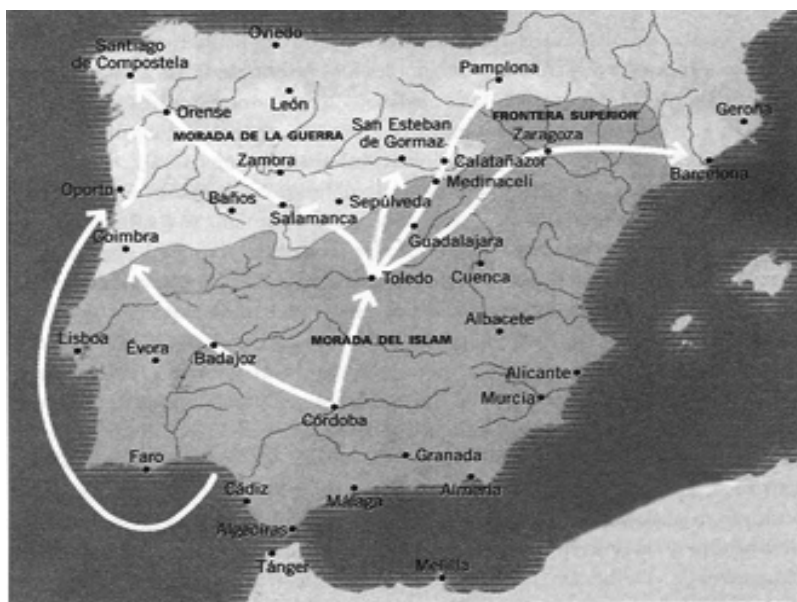 Oviedo
Santiago
de Compostela
Pamplona
León
Orense
FRONTERA SUPERIOR
Geroña
San Esteban
de Gormaz
MORADA DE LA GUERRA
Zaragoza
Zamora
Calatañazor
Barcelona
Medinaceli
Oporto
Baños
Sepúlveda
Salamanca
Guadalajara
Coimbra
Toledo
Cuenca
Albacete
Lisboa
Évora
Badajoz
MORADA DEL ISLAM
Alicante
Murcia
Córdoba
Faro
Granada
Cádiz
Málaga
Almería
Algeciras
Tánger
Melilla